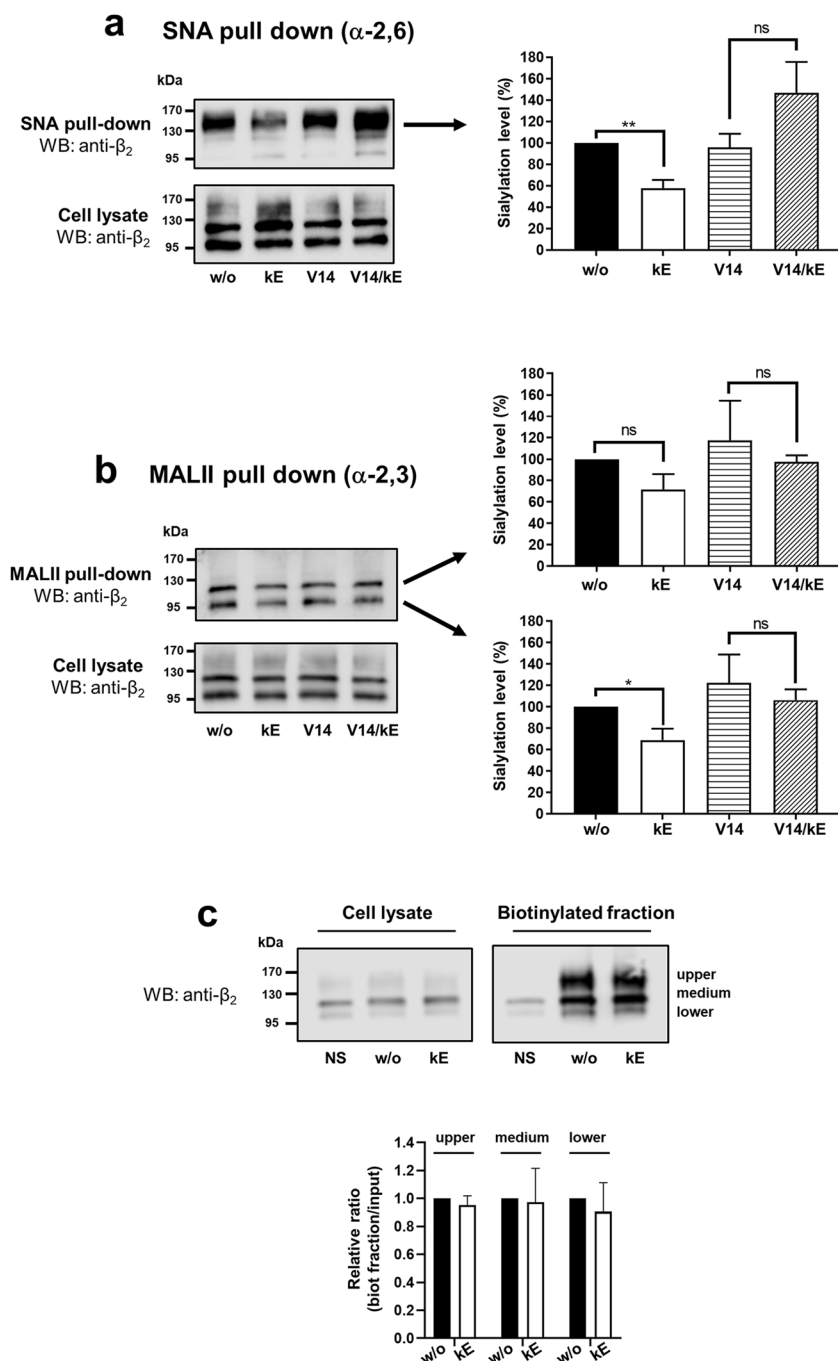 a SNA pull down (α-2,6)
kDa
170
130
95
SNA pull-down
WB: anti-β₂
170
130
95
Cell lysate
WB: anti-β₂
w/o kE V14 V14/kE
Sialylation level (%)
180
160
140
120
100
80
60
40
20
0
**
ns
w/o kE V14 V14/kE
b MALII pull down (α-2,3)
kDa
170
130
95
MALII pull-down
WB: anti-β₂
170
130
95
Cell lysate
WB: anti-β₂
w/o kE V14 V14/kE
Sialylation level (%)
180
160
140
120
100
80
60
40
20
0
ns
ns
w/o kE V14 V14/kE
Sialylation level (%)
180
160
140
120
100
80
60
40
20
0
*
ns
w/o kE V14 V14/kE
c
Cell lysate Biotinylated fraction
kDa
170
130
95
WB: anti-β₂
upper
medium
lower
NS w/o kE NS w/o kE
Relative ratio
(biot fraction/input)
1.4
1.2
1.0
0.8
0.6
0.4
0.2
0.0
upper medium lower
w/o kE w/o kE w/o kE